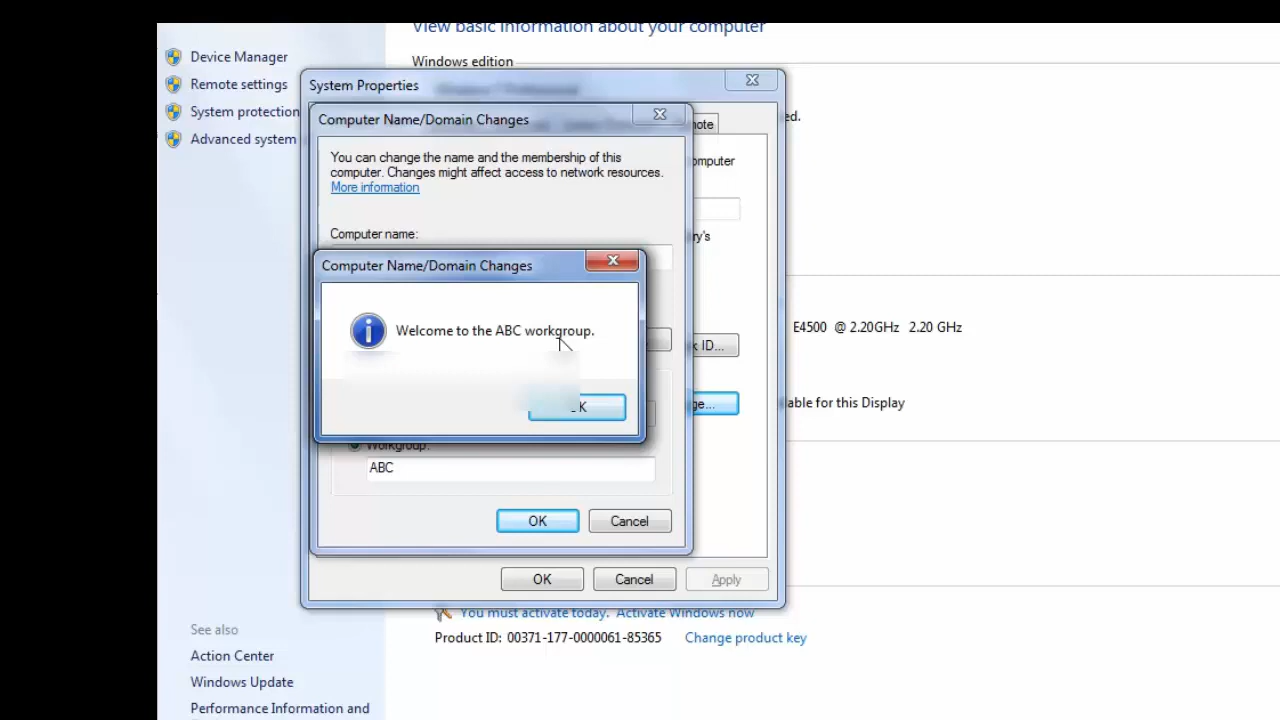 View basic information about your computer
Device Manager
Remote settings
System protection
Advanced system
Windows edition
System Properties
ed.
Computer Name/Domain Changes
note
You can change the name and the membership of this
computer. Changes might affect access to network resources.
More information
omputer
Computer name:
ry's
Computer Name/Domain Changes
Welcome to the ABC workgroup.
OK
E4500 @ 2.20GHz 2.20 GHz
k ID...
ge...
able for this Display
Workgroup:
ABC
OK
Cancel
OK
Cancel
Apply
You must activate today. Activate Windows now
Product ID: 00371-177-0000061-85365
Change product key
See also
Action Center
Windows Update
Performance Information and